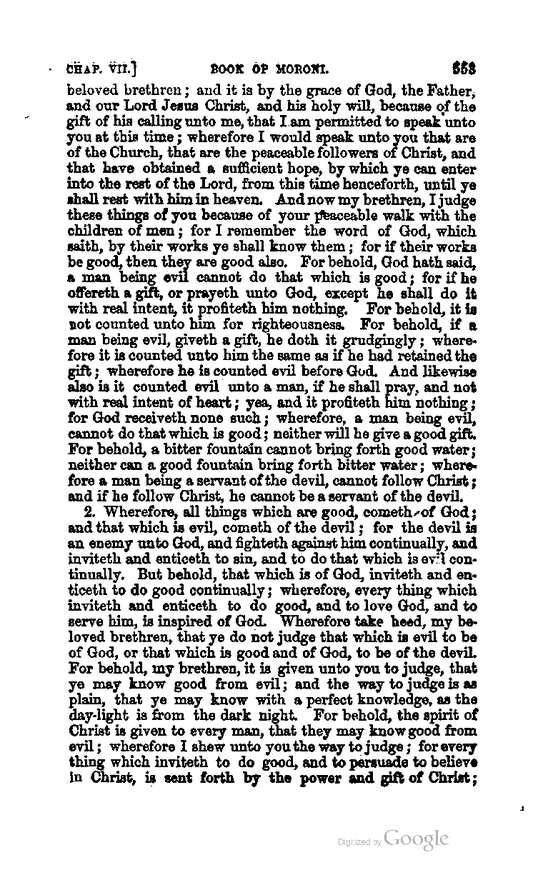 CHAP. VII.] BOOK OF MORONI. 553
beloved brethren; and it is by the grace of God, the Father,
and our Lord Jesus Christ, and his holy will, because of the
gift of his calling unto me, that I am permitted to speak unto
you at this time; wherefore I would speak unto you that are
of the Church, that are the peaceable followers of Christ, and
that have obtained a sufficient hope, by which ye can enter
into the rest of the Lord, from this time henceforth, until ye
shall rest with him in heaven. And now my brethren, I judge
these things of you because of your peaceable walk with the
children of men; for I remember the word of God, which
saith, by their works ye shall know them; for if their works
be good, then they are good also. For behold, God hath said,
a man being evil cannot do that which is good; for if he
offereth a gift, or prayeth unto God, except he shall do it
with real intent, it profiteth him nothing. For behold, it is
not counted unto him for righteousness. For behold, if a
man being evil, giveth a gift, he doth it grudgingly; where-
fore it is counted unto him the same as if he had retained the
gift; wherefore he is counted evil before God. And likewise
also is it counted evil unto a man, if he shall pray, and not
with real intent of heart; yea, and it profiteth him nothing;
for God receiveth none such; wherefore, a man being evil,
cannot do that which is good; neither will he give a good gift.
For behold, a bitter fountain cannot bring forth good water;
neither can a good fountain bring forth bitter water; where-
fore a man being a servant of the devil, cannot follow Christ;
and if he follow Christ, he cannot be a servant of the devil.
2. Wherefore, all things which are good, cometh of God;
and that which is evil, cometh of the devil; for the devil is
an enemy unto God, and fighteth against him continually, and
inviteth and enticeth to sin, and to do that which is evil con-
tinually. But behold, that which is of God, inviteth and en-
ticeth to do good continually; wherefore, every thing which
inviteth and enticeth to do good, and to love God, and to
serve him, is inspired of God. Wherefore take heed, my be-
loved brethren, that ye do not judge that which is evil to be
of God, or that which is good and of God, to be of the devil.
For behold, my brethren, it is given unto you to judge, that
ye may know good from evil; and the way to judge is as
plain, that ye may know with a perfect knowledge, as the
day-light is from the dark night. For behold, the spirit of
Christ is given to every man, that they may know good from
evil; wherefore I shew unto you the way to judge; for every
thing which inviteth to do good, and to persuade to believe
in Christ, is sent forth by the power and gift of Christ;
Digitized by Google